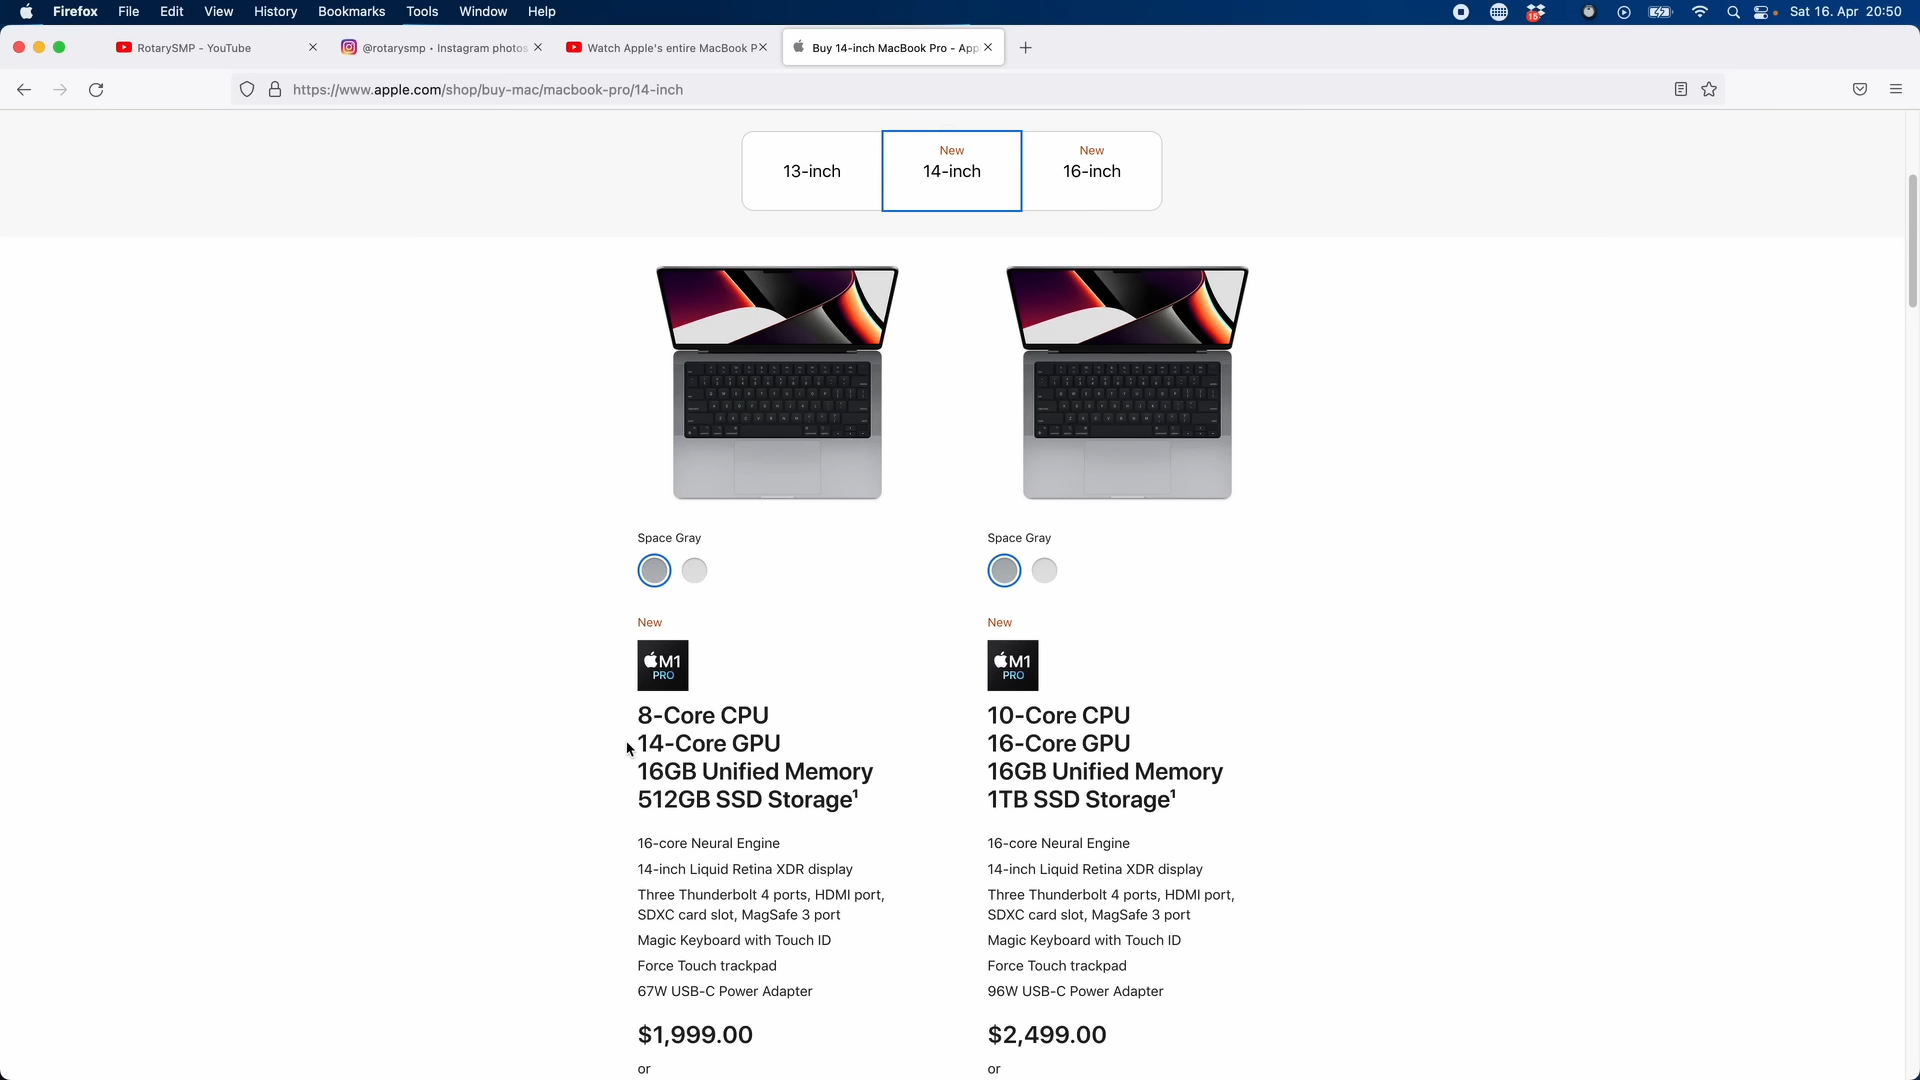 Firefox File Edit View History Bookmarks Tools Window Help 15 Sat 16. Apr 20:50
RotarySMP - YouTube @rotarysmp • Instagram photos Watch Apple's entire MacBook P Buy 14-inch MacBook Pro - App
https://www.apple.com/shop/buy-mac/macbook-pro/14-inch
13-inch
New
14-inch
New
16-inch
Space Gray
New
M1
PRO
8-Core CPU
14-Core GPU
16GB Unified Memory
512GB SSD Storage¹
16-core Neural Engine
14-inch Liquid Retina XDR display
Three Thunderbolt 4 ports, HDMI port,
SDXC card slot, MagSafe 3 port
Magic Keyboard with Touch ID
Force Touch trackpad
67W USB-C Power Adapter
$1,999.00
or
Space Gray
New
M1
PRO
10-Core CPU
16-Core GPU
16GB Unified Memory
1TB SSD Storage¹
16-core Neural Engine
14-inch Liquid Retina XDR display
Three Thunderbolt 4 ports, HDMI port,
SDXC card slot, MagSafe 3 port
Magic Keyboard with Touch ID
Force Touch trackpad
96W USB-C Power Adapter
$2,499.00
or